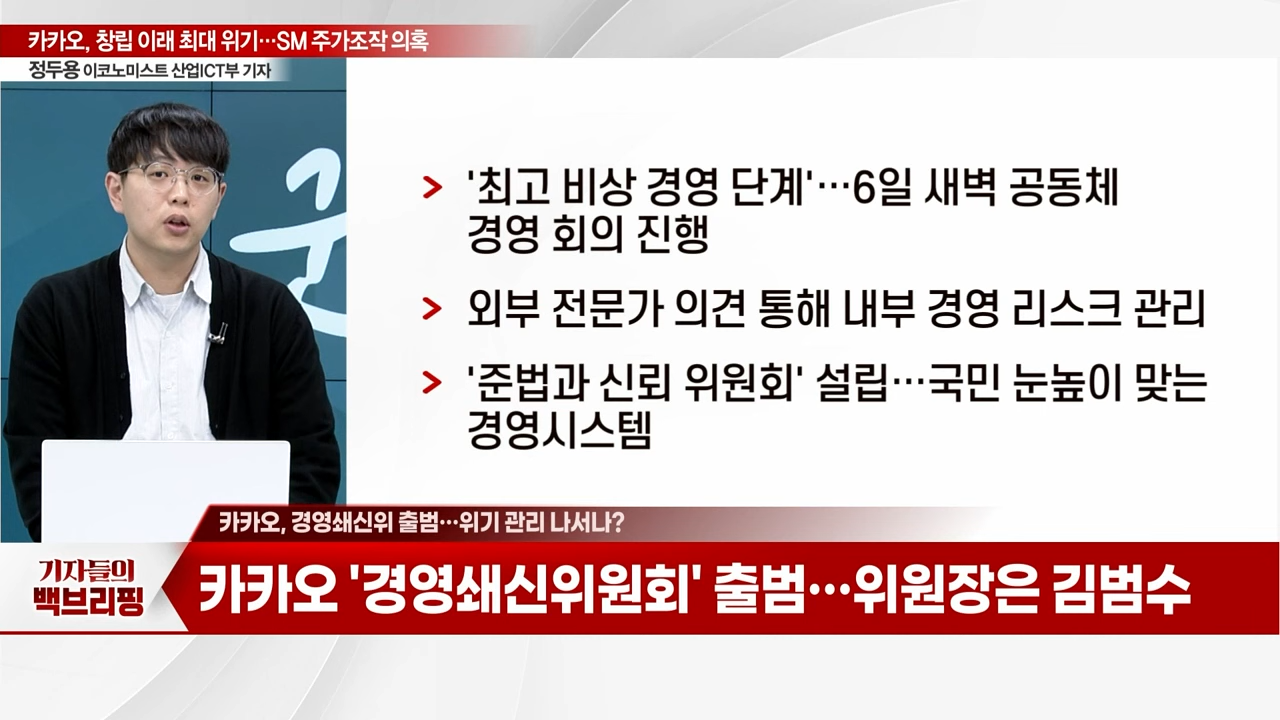 카카오, 창립 이래 최대 위기…SM 주가조작 의혹
정두용 이코노미스트 산업ICT부 기자
> '최고 비상 경영 단계'…6일 새벽 공동체
경영 회의 진행
> 외부 전문가 의견 통해 내부 경영 리스크 관리
> '준법과 신뢰 위원회' 설립…국민 눈높이 맞는
경영시스템
카카오, 경영쇄신위 출범…위기 관리 나서나?
기자들의
백브리핑
카카오 '경영쇄신위원회' 출범…위원장은 김범수